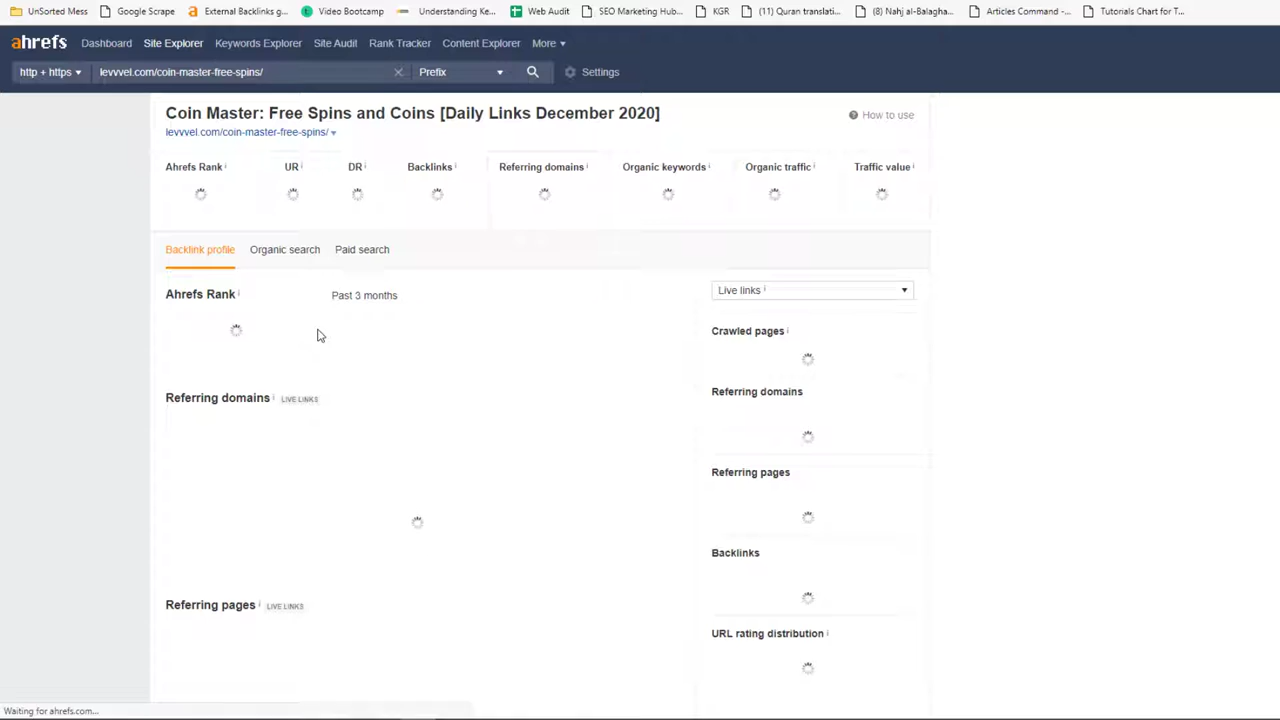 UnSorted Mess Google Scrape External Backlinks g... Video Bootcamp Understanding Ke... Web Audit SEO Marketing Hub... KGR (11) Quran translati... (8) Nahj al-Balagha... Articles Command -... Tutorials Chart for T...
ahrefs Dashboard Site Explorer Keywords Explorer Site Audit Rank Tracker Content Explorer More
http + https levvvel.com/coin-master-free-spins/ Prefix Settings
Coin Master: Free Spins and Coins [Daily Links December 2020] How to use
levvvel.com/coin-master-free-spins/
Ahrefs Rank UR DR Backlinks Referring domains Organic keywords Organic traffic Traffic value
Backlink profile Organic search Paid search
Ahrefs Rank Past 3 months Live links
Crawled pages
Referring domains LIVE LINKS Referring domains
Referring pages
Backlinks
Referring pages LIVE LINKS
URL rating distribution
Waiting for ahrefs.com...